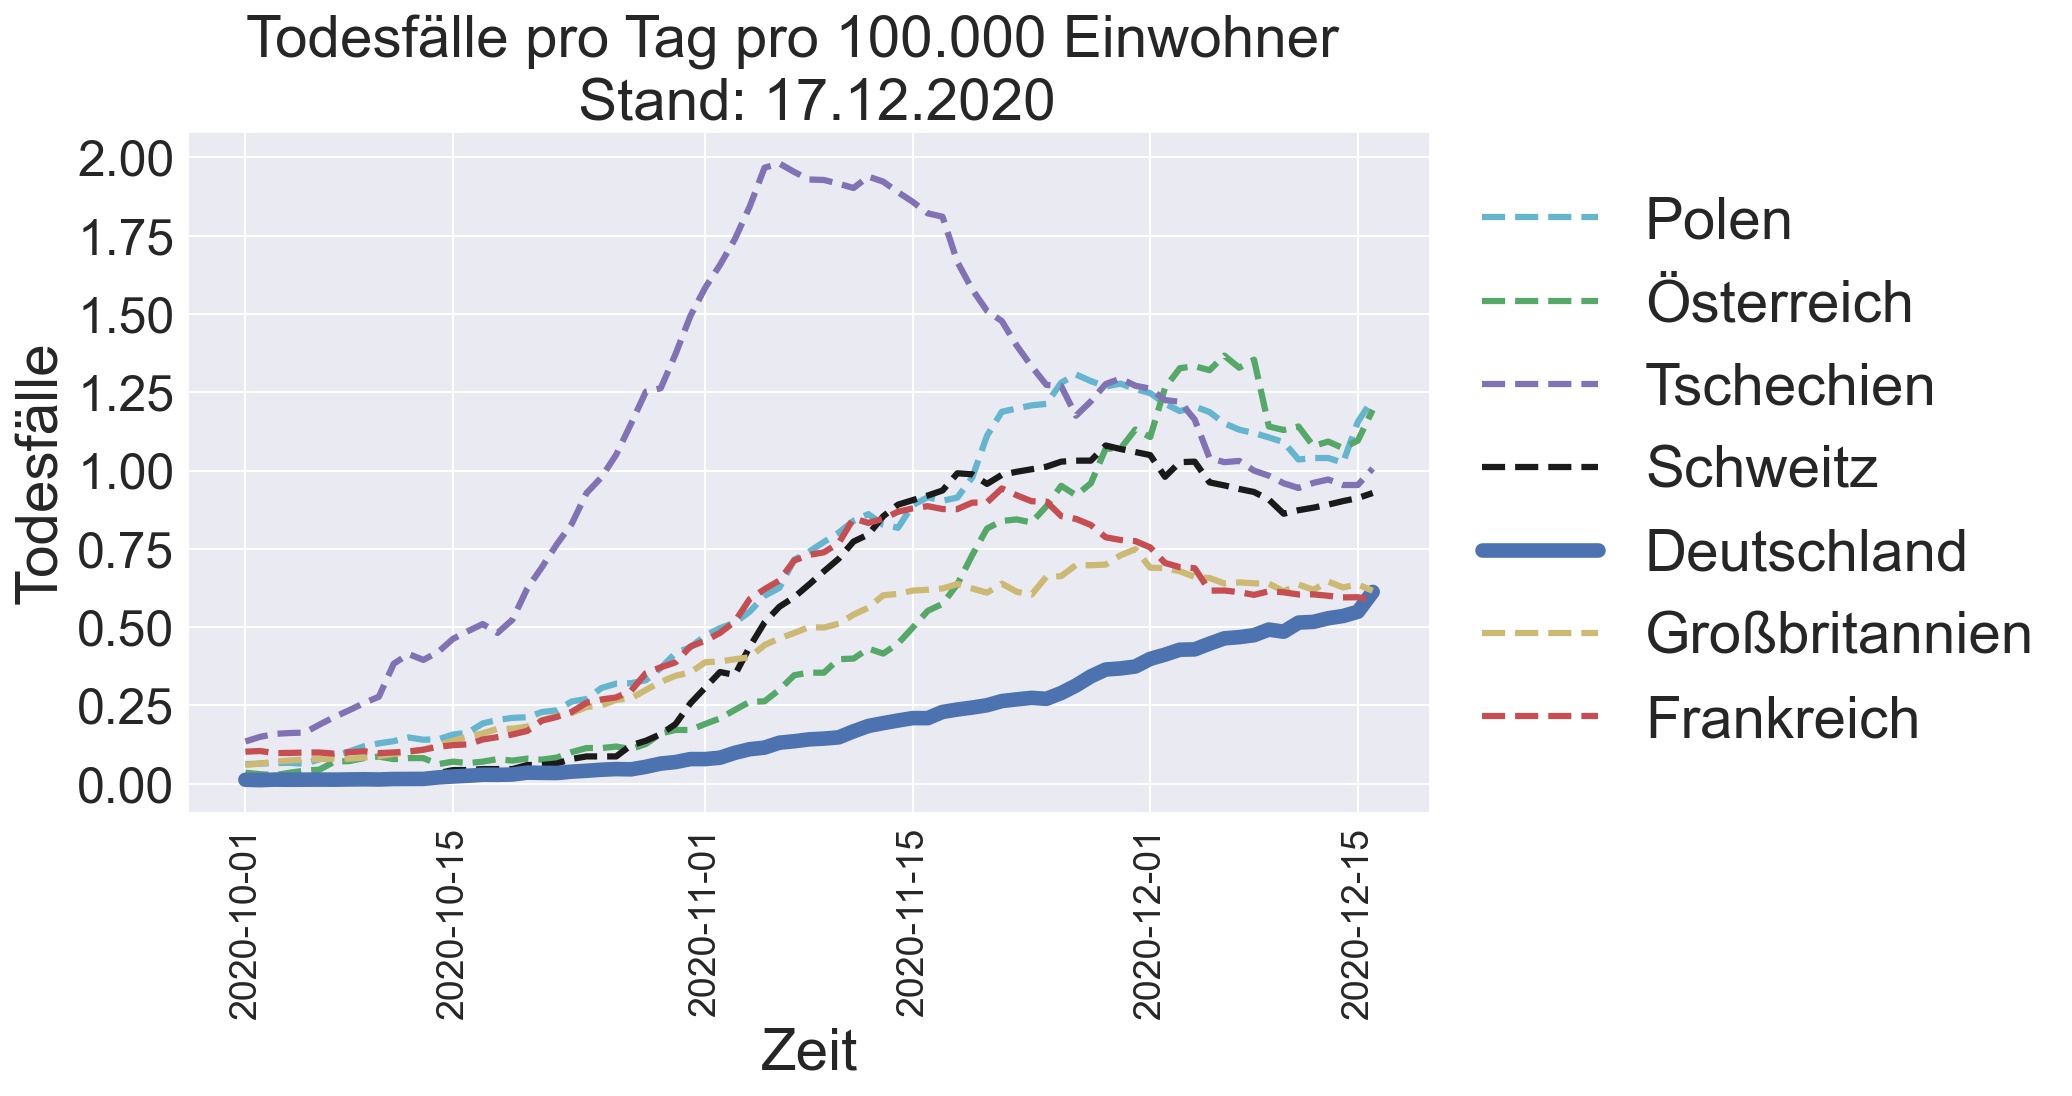 Todesfälle pro Tag pro 100.000 Einwohner
Stand: 17.12.2020
Todesfälle
2.00
1.75
1.50
1.25
1.00
0.75
0.50
0.25
0.00
2020-10-01
2020-10-15
2020-11-01
2020-11-15
2020-12-01
2020-12-15
Zeit
Polen
Österreich
Tschechien
Schweitz
Deutschland
Großbritannien
Frankreich